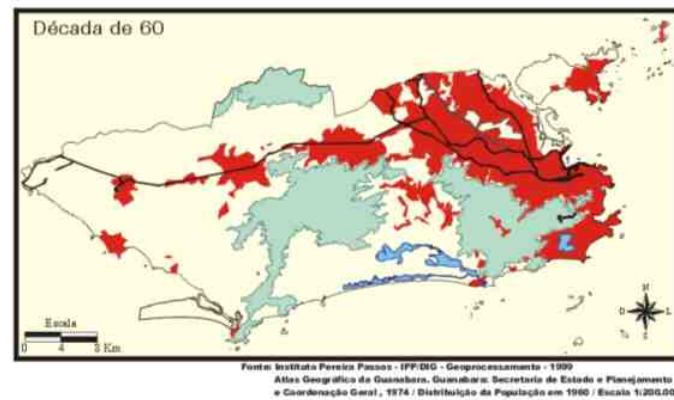 Década de 60
Escala
0 4 8 Km
N
O L
S
Fonte: Instituto Pereira Passos - IPP/DIG - Geoprocessamento - 1999
Atlas Geográfico da Guanabara. Guanabara: Secretaria de Estado e Planejamento
e Coordenação Geral , 1974 / Distribuição da População em 1960 / Escala 1:200.00